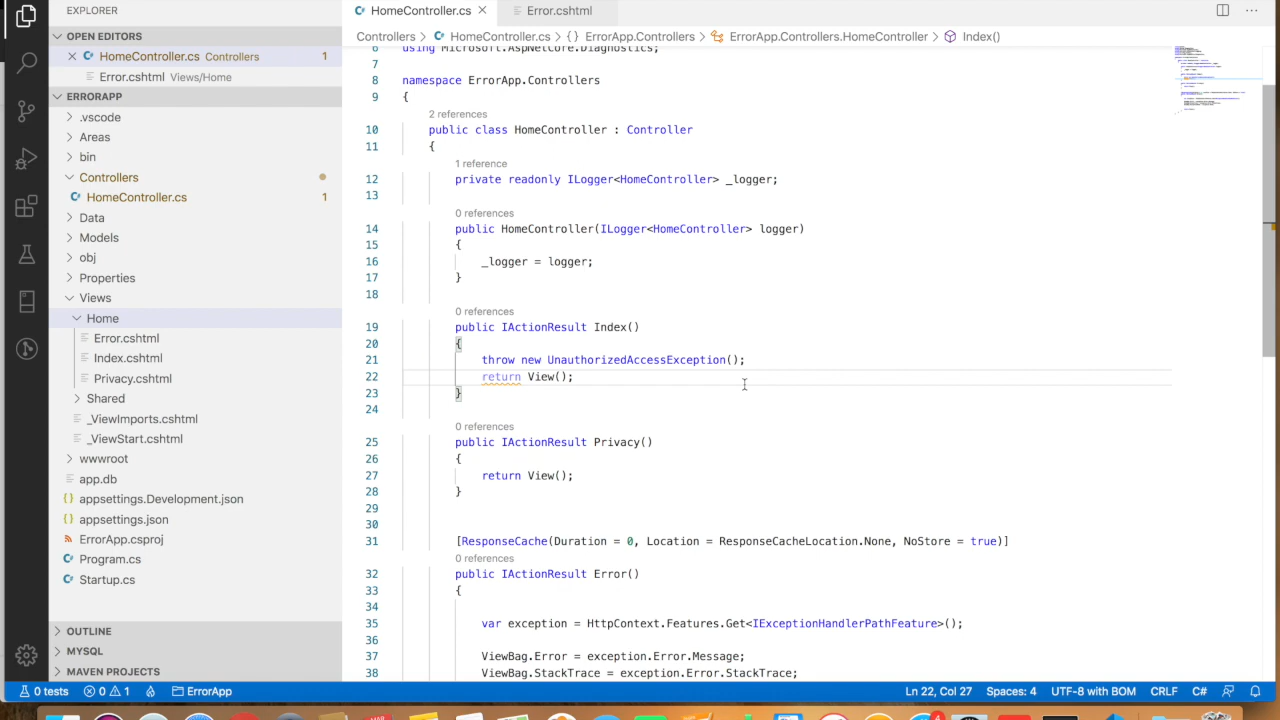 EXPLORER
OPEN EDITORS
HomeController.cs Controllers 1
Error.cshtml Views/Home
ERRORAPP
.vscode
Areas
bin
Controllers
HomeController.cs 1
Data
Models
obj
Properties
Views
Home
Error.cshtml
Index.cshtml
Privacy.cshtml
Shared
_ViewImports.cshtml
_ViewStart.cshtml
wwwroot
app.db
appsettings.Development.json
appsettings.json
ErrorApp.csproj
Program.cs
Startup.cs
OUTLINE
MYSQL
MAVEN PROJECTS
HomeController.cs Error.cshtml
Controllers > HomeController.cs > {} ErrorApp.Controllers > ErrorApp.Controllers.HomeController > Index()
6 using Microsoft.AspNetCore.Diagnostics;
7
8 namespace ErrorApp.Controllers
9 {
2 references
10 public class HomeController : Controller
11 {
1 reference
12 private readonly ILogger<HomeController> _logger;
13
0 references
14 public HomeController(ILogger<HomeController> logger)
15 {
16 _logger = logger;
17 }
18
0 references
19 public IActionResult Index()
20 {
21 throw new UnauthorizedAccessException();
22 return View();
23 }
24
0 references
25 public IActionResult Privacy()
26 {
27 return View();
28 }
29
30
31 [ResponseCache(Duration = 0, Location = ResponseCacheLocation.None, NoStore = true)]
0 references
32 public IActionResult Error()
33 {
34
35 var exception = HttpContext.Features.Get<IExceptionHandlerPathFeature>();
36
37 ViewBag.Error = exception.Error.Message;
38 ViewBag.StackTrace = exception.Error.StackTrace;
0 tests 0 1 ErrorApp Ln 22, Col 27 Spaces: 4 UTF-8 with BOM CRLF C#